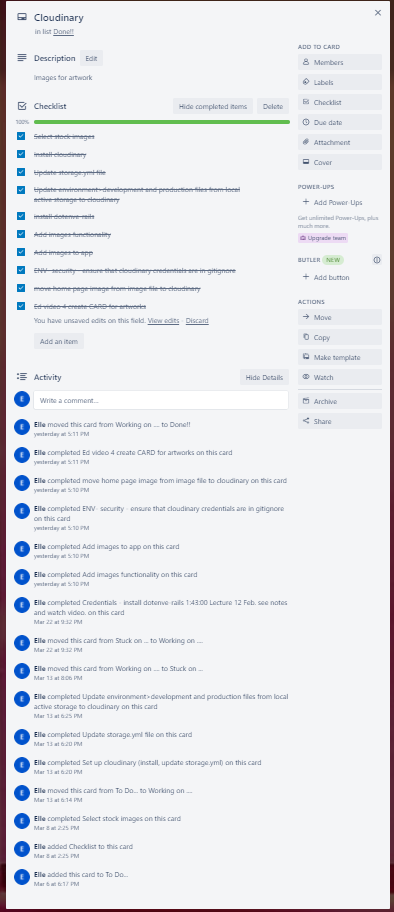 Cloudinary
in list Done!!
ADD TO CARD
Members
Labels
Checklist
Due date
Attachment
Cover
POWER-UPS
Add Power-Ups
Get unlimited Power-Ups, plus
much more.
Upgrade team
BUTLER NEW
Add button
ACTIONS
Move
Copy
Make template
Watch
Archive
Share
Description Edit
Images for artwork
Checklist Hide completed items Delete
100%
Select stock images
Install cloudinary
Update storage.yml file
Update environment>development and production files from local
active storage to cloudinary
Install dotenv-rails
Add images functionality
Add images to app
ENV - security - ensure that cloudinary credentials are in gitignore
move home page image from image file to cloudinary
Ed video 4 create CARD for artworks
You have unsaved edits on this field. View edits · Discard
Add an item
Activity Hide Details
E Write a comment...
E Elle moved this card from Working on ... to Done!!
yesterday at 5:11 PM
E Elle completed Ed video 4 create CARD for artworks on this card
yesterday at 5:11 PM
E Elle completed move home page image from image file to cloudinary on this card
yesterday at 5:10 PM
E Elle completed ENV - security - ensure that cloudinary credentials are in gitignore
on this card
yesterday at 5:10 PM
E Elle completed Add images to app on this card
yesterday at 5:10 PM
E Elle completed Add images functionality on this card
yesterday at 5:10 PM
E Elle completed Credentials - Install dotenv-rails 1:43:00 Lecture 12 Feb. see notes
and watch video. on this card
Mar 22 at 9:32 PM
E Elle moved this card from Stuck on ... to Working on ...
Mar 22 at 9:32 PM
E Elle moved this card from Working on ... to Stuck on ...
Mar 13 at 8:06 PM
E Elle completed Update environment>development and production files from local
active storage to cloudinary on this card
Mar 13 at 6:25 PM
E Elle completed Update storage.yml file on this card
Mar 13 at 6:20 PM
E Elle completed Set up cloudinary (install, update storage.yml) on this card
Mar 13 at 6:20 PM
E Elle moved this card from To Do... to Working on ...
Mar 13 at 6:14 PM
E Elle completed Select stock images on this card
Mar 8 at 2:25 PM
E Elle added Checklist to this card
Mar 8 at 2:25 PM
E Elle added this card to To Do...
Mar 6 at 6:17 PM